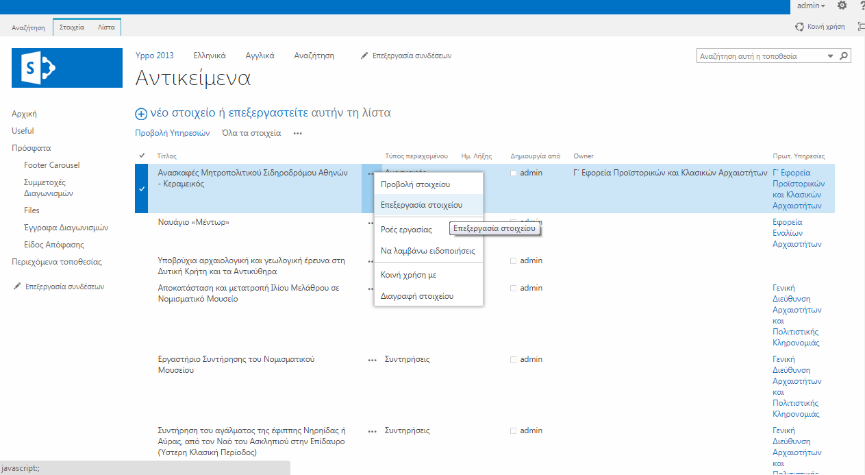 admin
Αναζήτηση Στοιχεία Λίστα Κοινή χρήση
Yppo 2013 Ελληνικά Αγγλικά Αναζήτηση Επεξεργασία συνδέσεων
Αναζήτηση αυτή η τοποθεσία
Αντικείμενα
S
Αρχική
Useful
Πρόσφατα
Footer Carousel
Συμμετοχές
Διαγωνισμών
Files
Έγγραφα Διαγωνισμών
Είδος Απόφασης
Περιεχόμενα τοποθεσίας
Επεξεργασία συνδέσεων
νέο στοιχείο ή επεξεργαστείτε αυτήν τη λίστα
Προβολή Υπηρεσιών Όλα τα στοιχεία •••
Τίτλος Τύπος περιεχομένου Ημ. Λήξης Δημιουργία από Owner Πρωτ. Υπηρεσίες
Ανασκαφές Μητροπολιτικού Σιδηροδρόμου Αθηνών
- Κεραμεικός
admin Γ΄ Εφορεία Προϊστορικών και Κλασικών Αρχαιοτήτων
Γ΄ Εφορεία
Προϊστορικών
και Κλασικών
Αρχαιοτήτων
Προβολή στοιχείου
Επεξεργασία στοιχείου
Ροές εργασίας
Επεξεργασία στοιχείου
Να λαμβάνω ειδοποιήσεις
Κοινή χρήση με
Διαγραφή στοιχείου
Ναυάγιο «Μέντωρ»
Εφορεία
Εναλίων
Αρχαιοτήτων
Υποβρύχια αρχαιολογική και γεωλογική έρευνα στη
Δυτική Κρήτη και τα Αντικύθηρα
admin
Αποκατάσταση και μετατροπή Ιλίου Μελάθρου σε
Νομισματικό Μουσείο
admin
Γενική
Διεύθυνση
Αρχαιοτήτων
και
Πολιτιστικής
Κληρονομιάς
Εργαστήριο Συντήρησης του Νομισματικού
Μουσείου
••• Συντηρήσεις admin
Γενική
Διεύθυνση
Αρχαιοτήτων
και
Πολιτιστικής
Κληρονομιάς
Συντήρηση του αγάλματος της έφιππης Νηρηίδας ή
Αύρας, από τον Ναό του Ασκληπιού στην Επίδαυρο
(Ύστερη Κλασική Περίοδος)
••• Συντηρήσεις admin
Γενική
Διεύθυνση
Αρχαιοτήτων
και
javascript:;